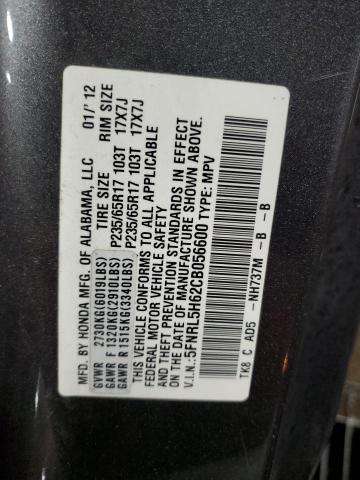 MFD. BY HONDA MFG. OF ALABAMA, LLC 01/'12
TIRE SIZE RIM SIZE
GVWR 2730KG(6019LBS)
GAWR F 1320KG(2910LBS) P235/65R17 103T 17X7J
GAWR R 1515KG(3340LBS) P235/65R17 103T 17X7J
THIS VEHICLE CONFORMS TO ALL APPLICABLE
FEDERAL MOTOR VEHICLE SAFETY
AND THEFT PREVENTION STANDARDS IN EFFECT
ON THE DATE OF MANUFACTURE SHOWN ABOVE.
V.I.N.:5FNRL5H62CB056600 TYPE: MPV
TK8 C AD5 -NH737M -B -B